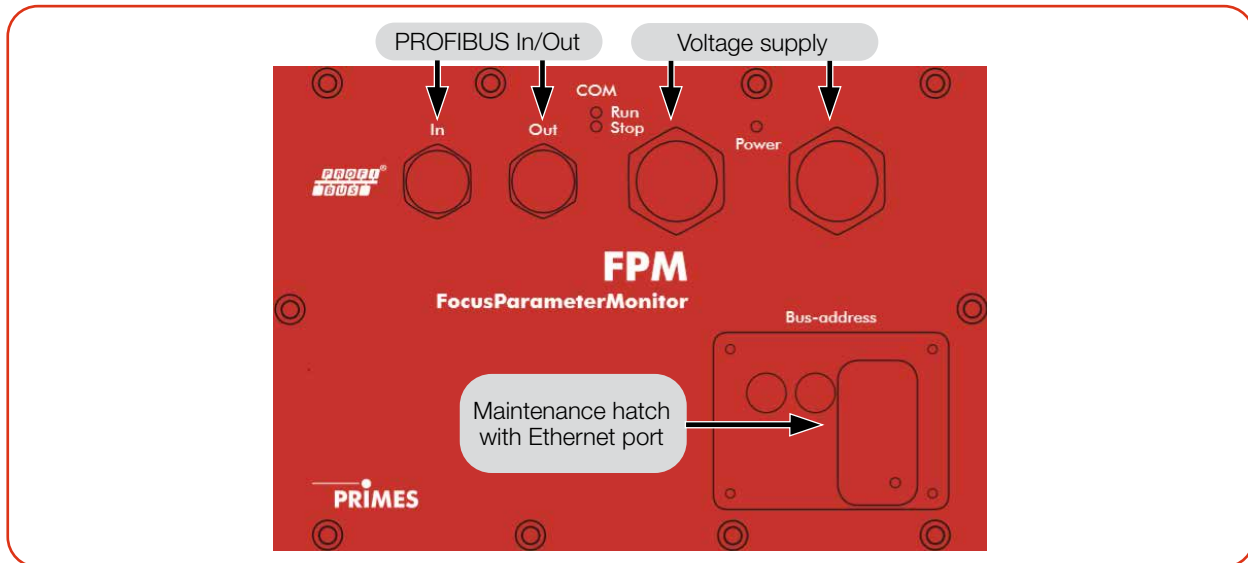 PROFIBUS In/Out
Voltage supply
COM
Run
Stop
In
Out
Power
PROFI®
BUS
FPM
FocusParameterMonitor
Bus-address
Maintenance hatch
with Ethernet port
PRIMES